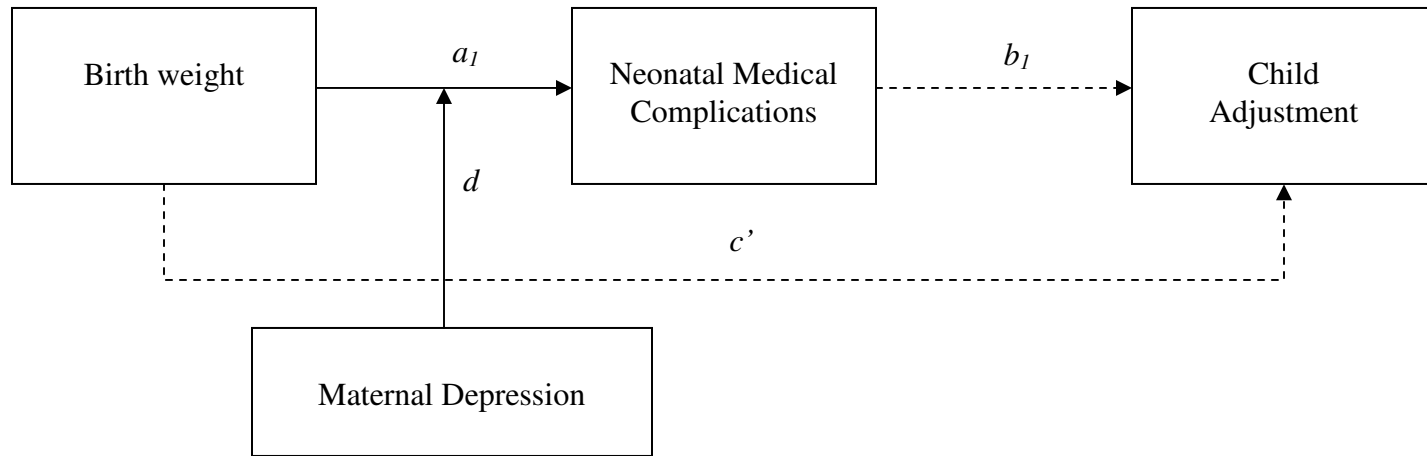 Birth weight
a1
Neonatal Medical
Complications
b1
Child
Adjustment
d
c’
Maternal Depression